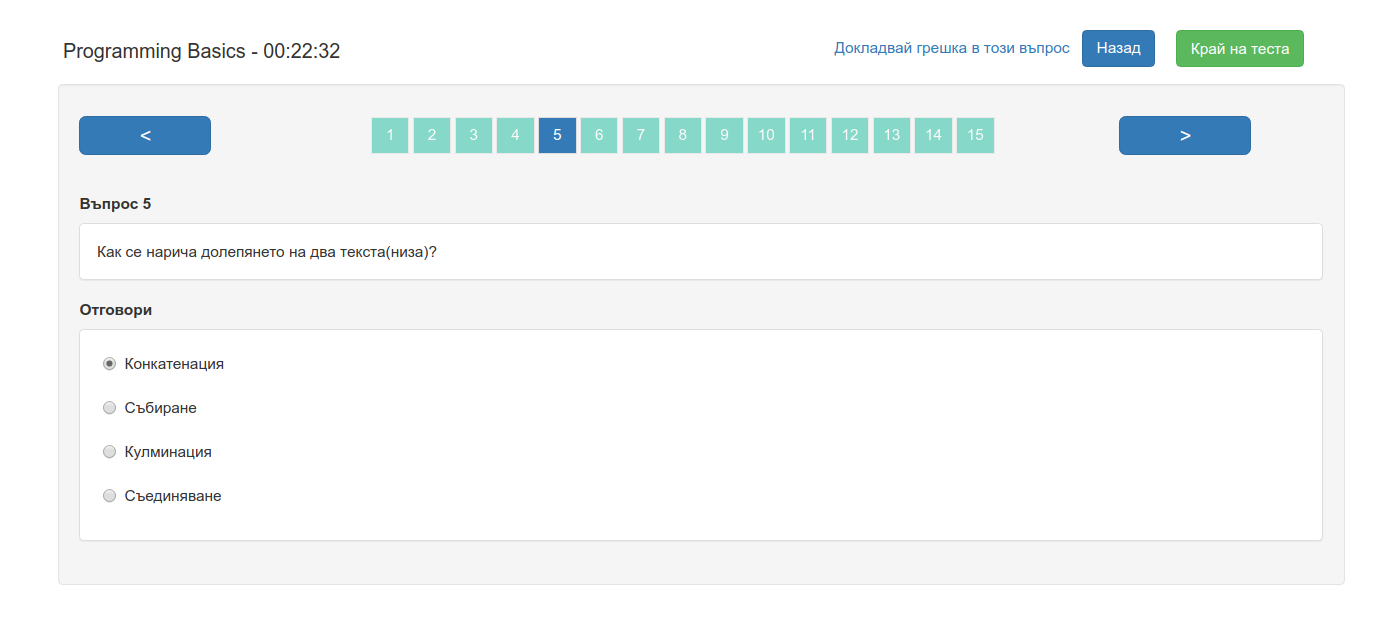 Programming Basics - 00:22:32
Докладвай грешка в този въпрос
Назад
Край на теста
<
1 2 3 4 5 6 7 8 9 10 11 12 13 14 15
>
Въпрос 5
Как се нарича долепянето на два текста(низа)?
Отговори
Конкатенация
Събиране
Кулминация
Съединяване